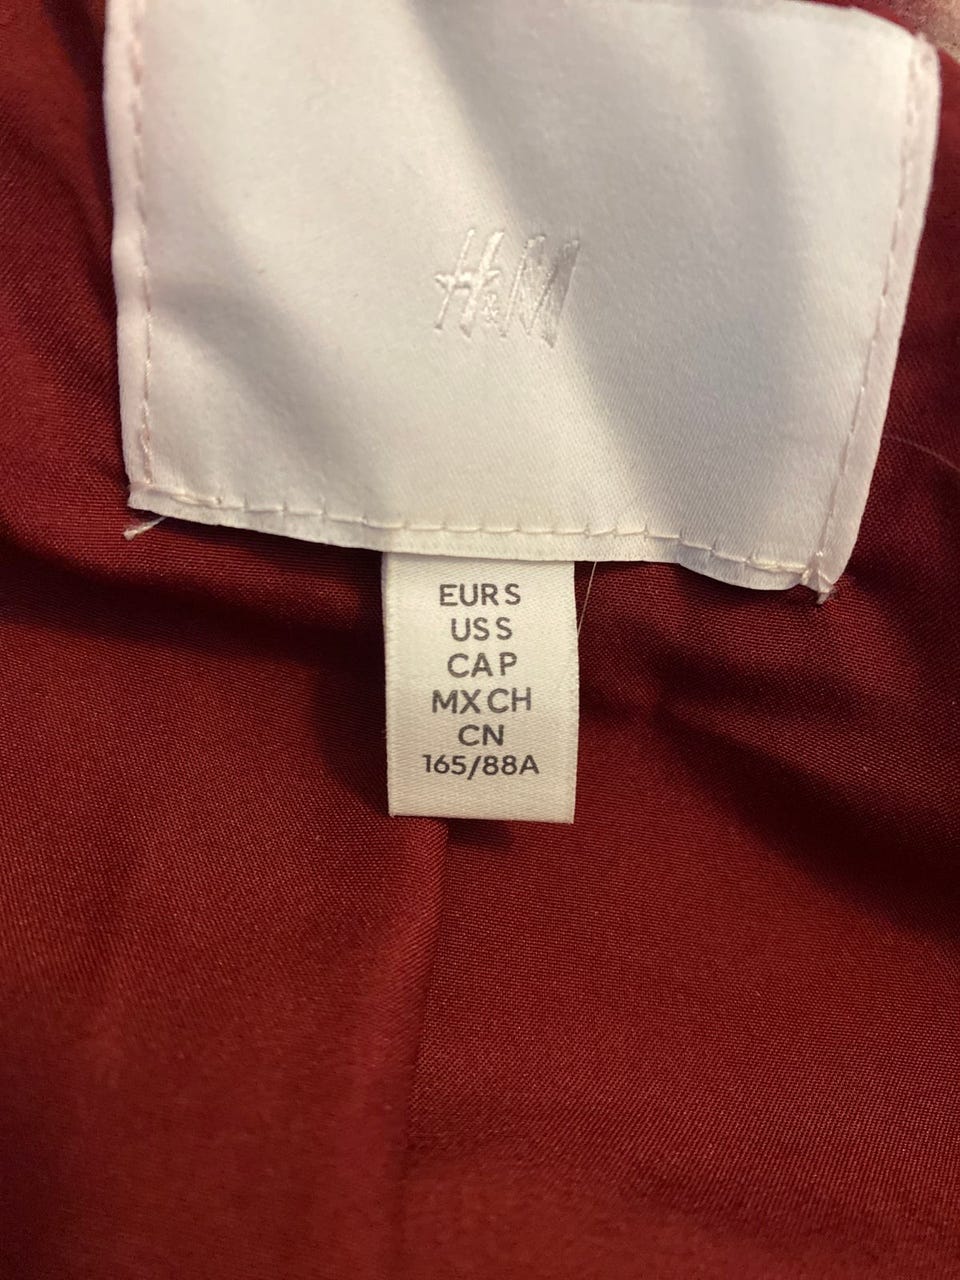 H&M
EUR S
US S
CA P
MX CH
CN
165/88A